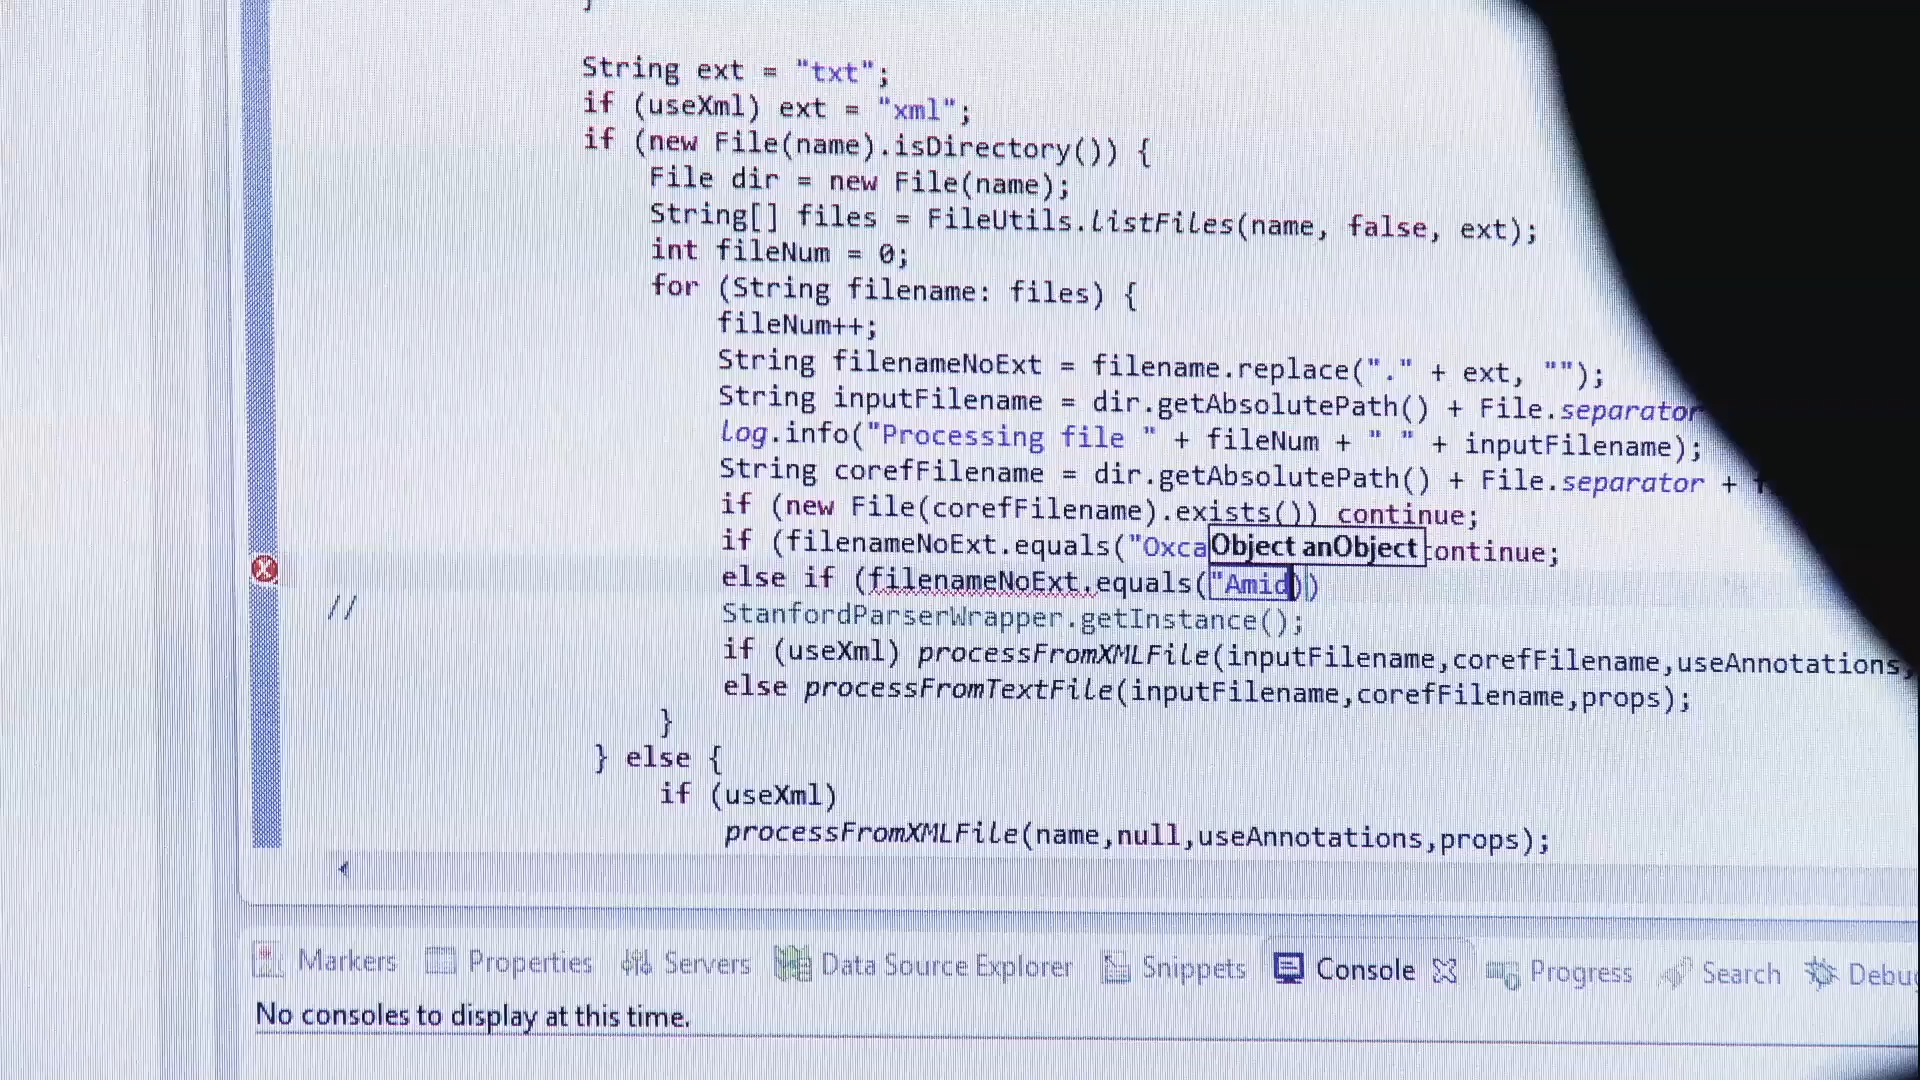 }
String ext = "txt";
if (useXml) ext = "xml";
if (new File(name).isDirectory()) {
File dir = new File(name);
String[] files = FileUtils.listFiles(name, false, ext);
int fileNum = 0;
for (String filename: files) {
fileNum++;
String filenameNoExt = filename.replace("." + ext, "");
String inputFilename = dir.getAbsolutePath() + File.separator
log.info("Processing file " + fileNum + " " + inputFilename);
String corefFilename = dir.getAbsolutePath() + File.separator +
if (new File(corefFilename).exists()) continue;
if (filenameNoExt.equals("Oxca Object anObject continue;
else if (filenameNoExt.equals("Amid))
// StanfordParserWrapper.getInstance();
if (useXml) processFromXMLFile(inputFilename,corefFilename,useAnnotations,
else processFromTextFile(inputFilename,corefFilename,props);
}
} else {
if (useXml)
processFromXMLFile(name,null,useAnnotations,props);
Markers Properties Servers Data Source Explorer Snippets Console Progress Search Debug
No consoles to display at this time.